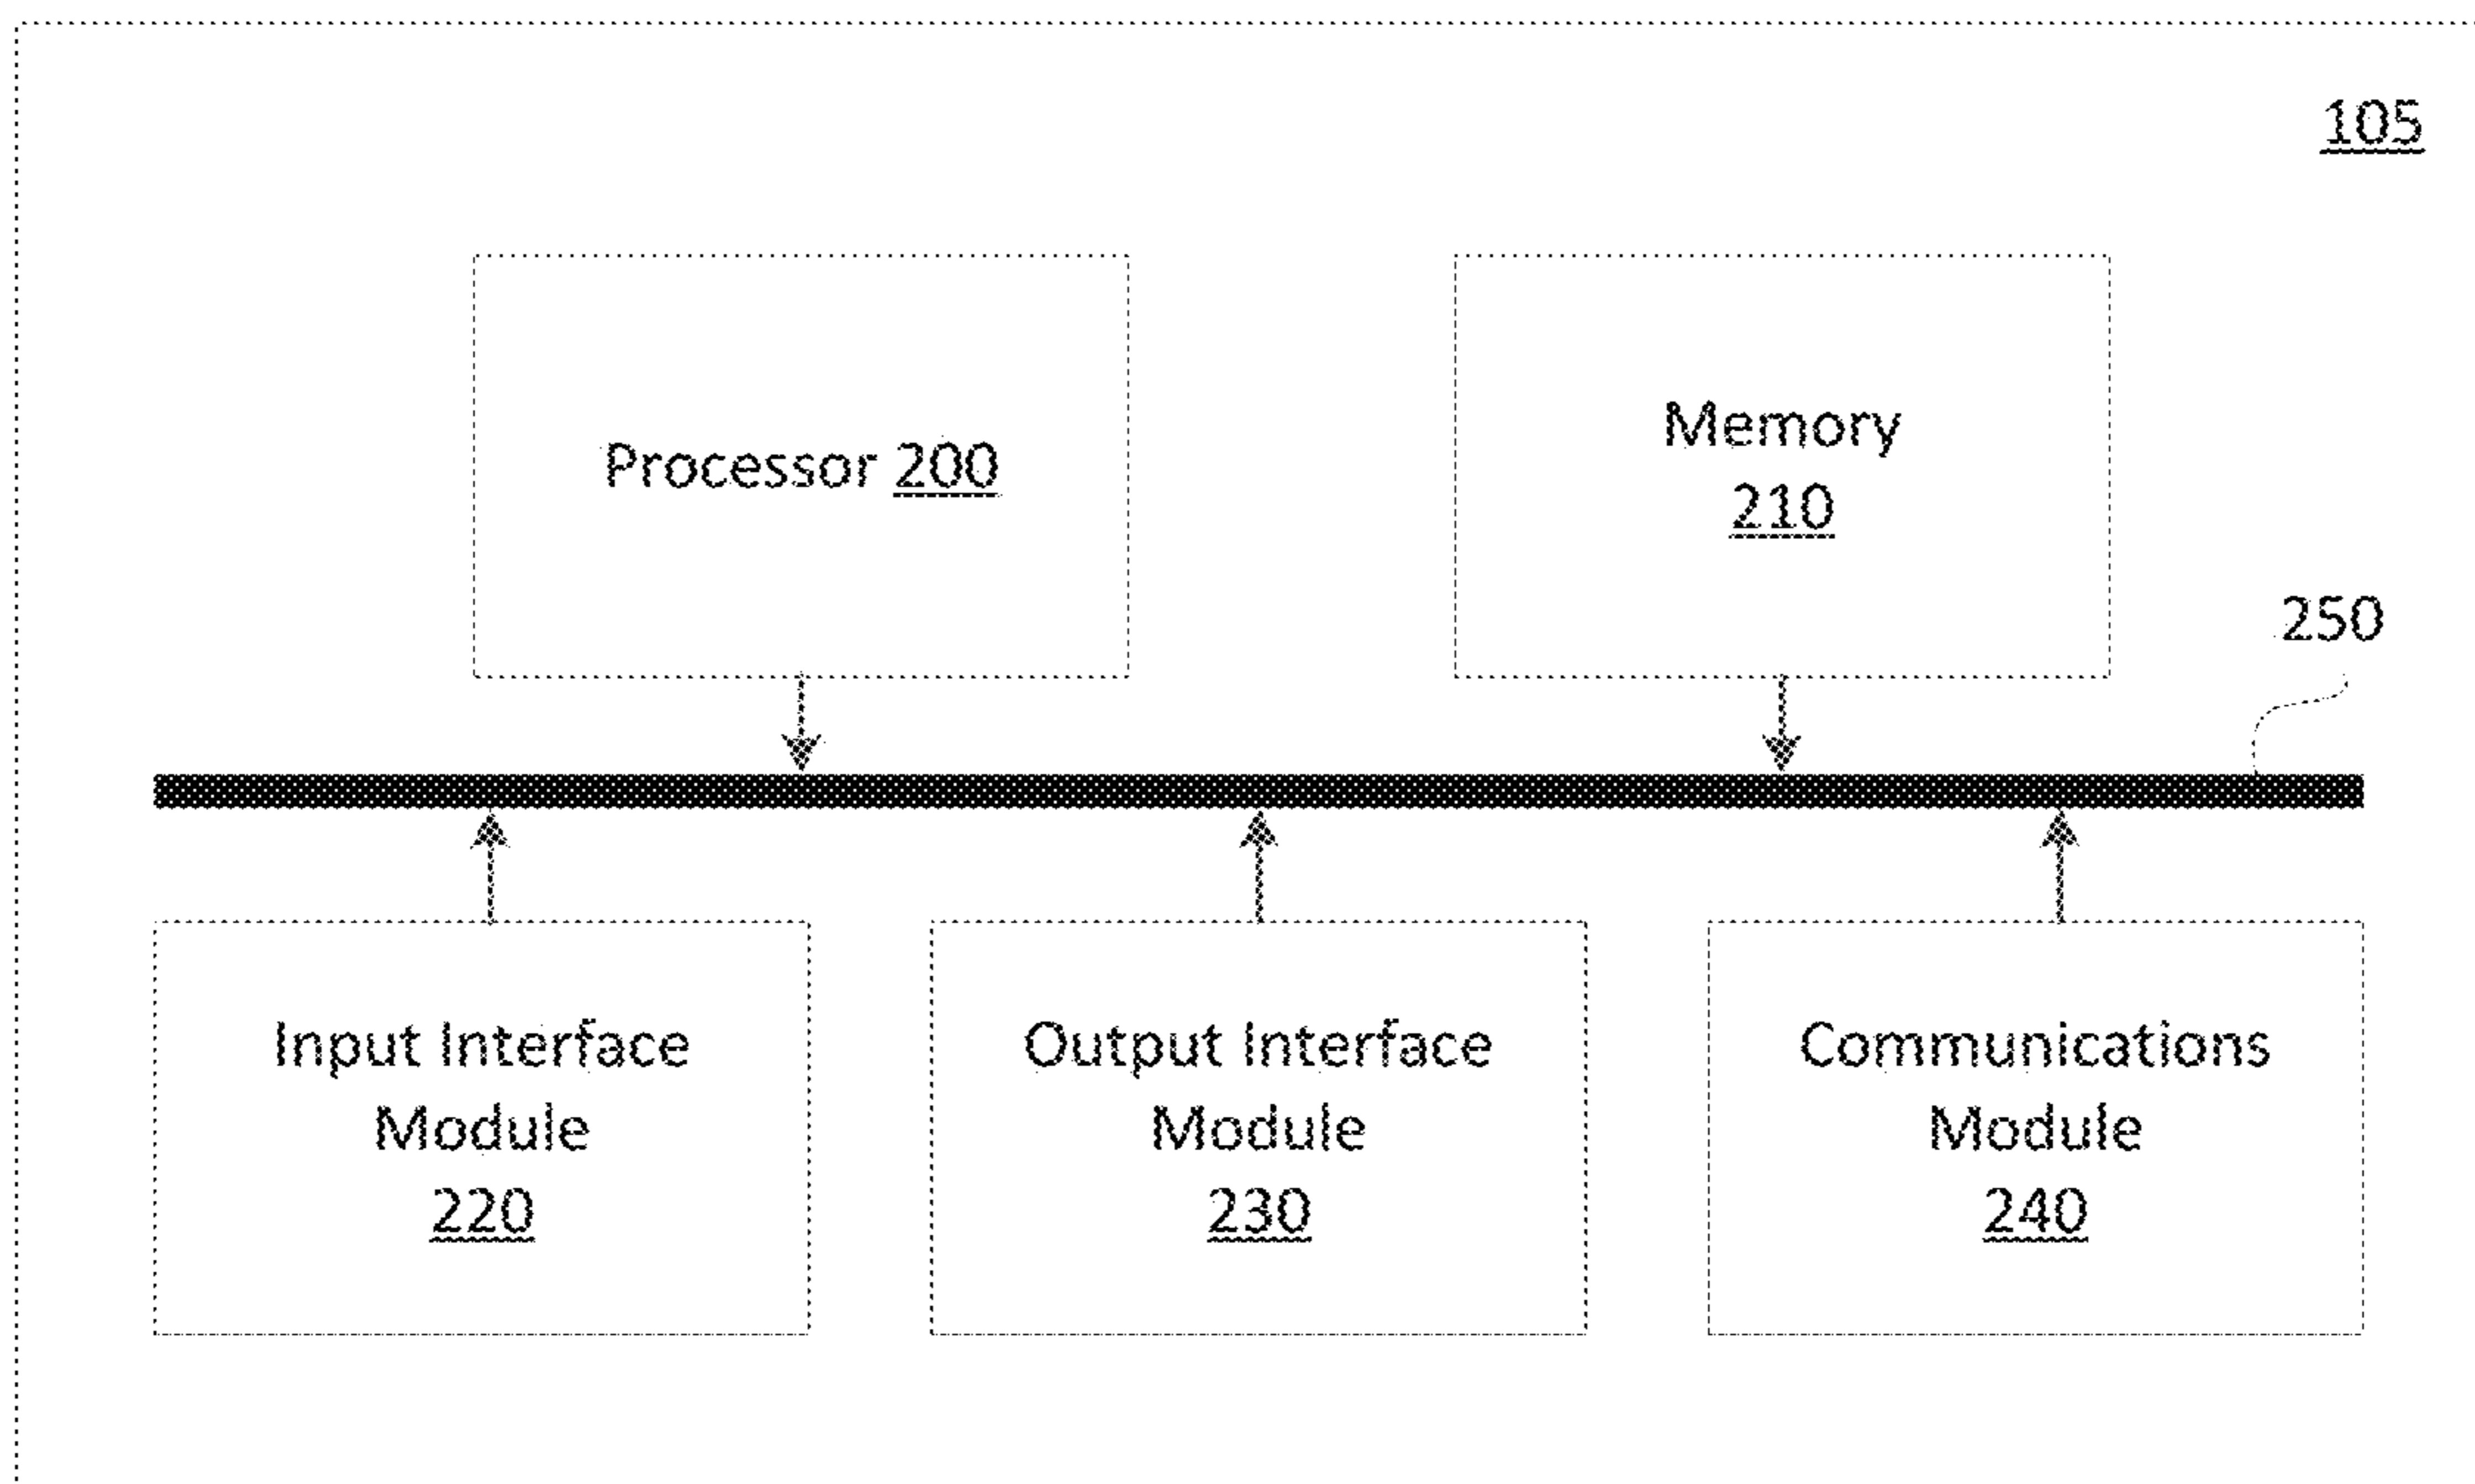 105
Processor 200
Memory
210
250
Input Interface
Module
220
Output Interface
Module
230
Communications
Module
240